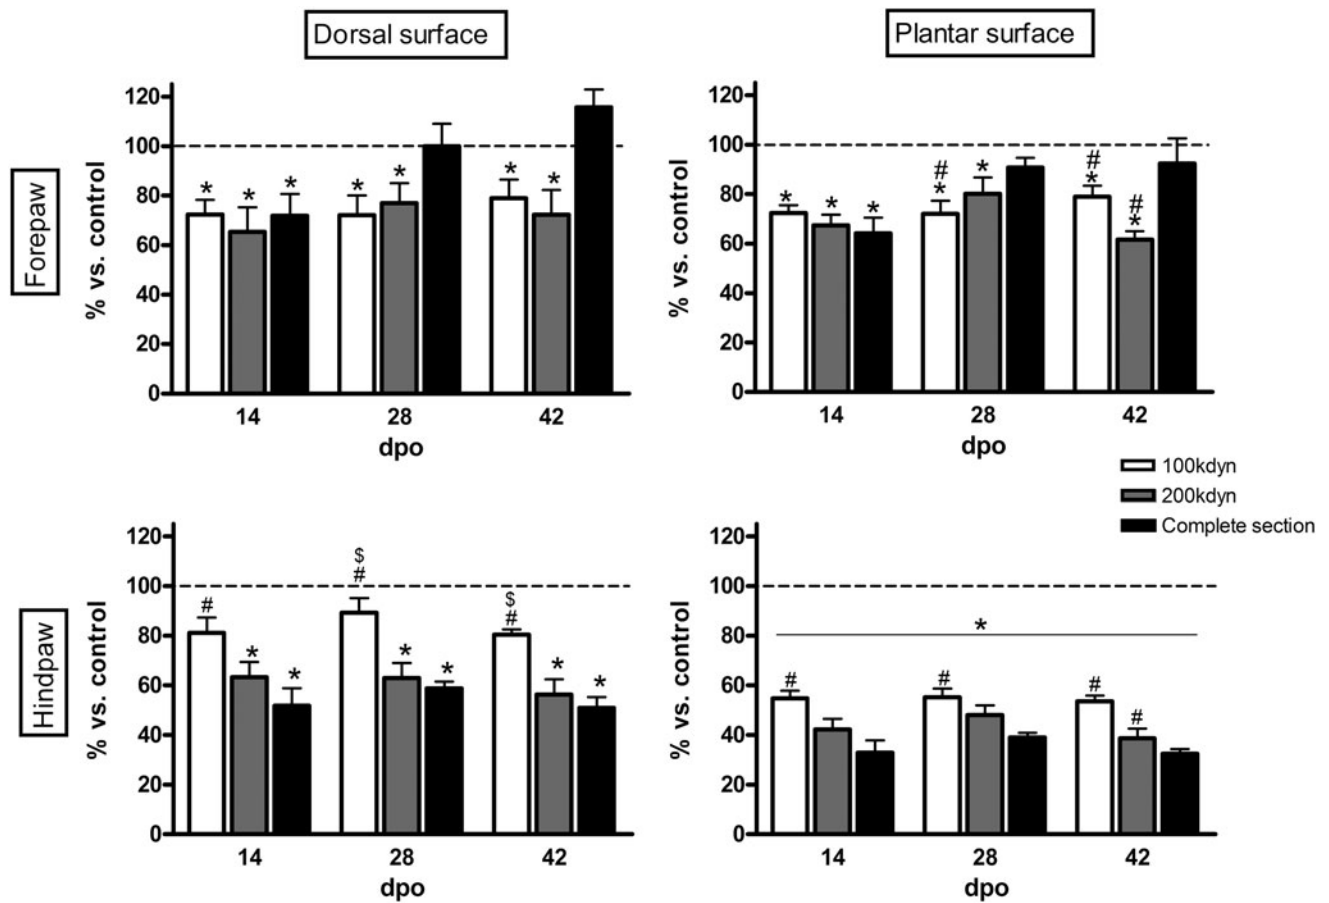 Dorsal surface
Plantar surface
Forepaw
% vs. control
120
100
80
60
40
20
0
* * * * * * *
14 28 42
dpo
% vs. control
120
100
80
60
40
20
0
* * * # * * # * # *
14 28 42
dpo
100kdyn
200kdyn
Complete section
Hindpaw
% vs. control
120
100
80
60
40
20
0
# * * $ # * * $ # * *
14 28 42
dpo
% vs. control
120
100
80
60
40
20
0
*
# # # #
14 28 42
dpo